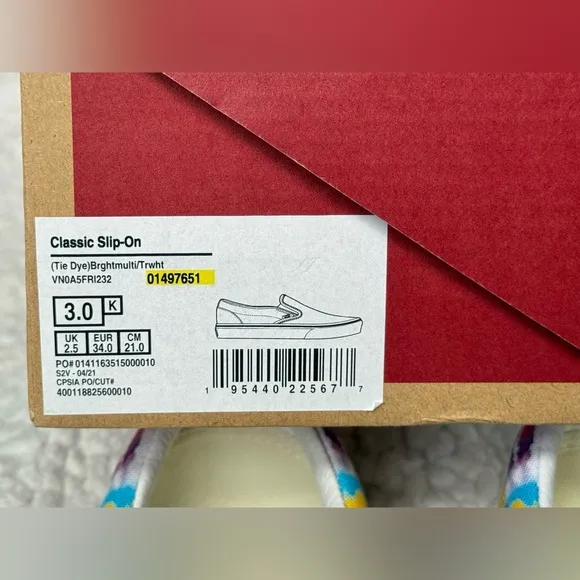 Classic Slip-On
(Tie Dye)Brghtmulti/Trwht
VN0A5FRI232 01497651
3.0 K
UK EUR CM
2.5 34.0 21.0
PO# 0141163515000010
S2V - 04/21
CPSIA PO/CUT#
400118825600010
1 95440 22567 7